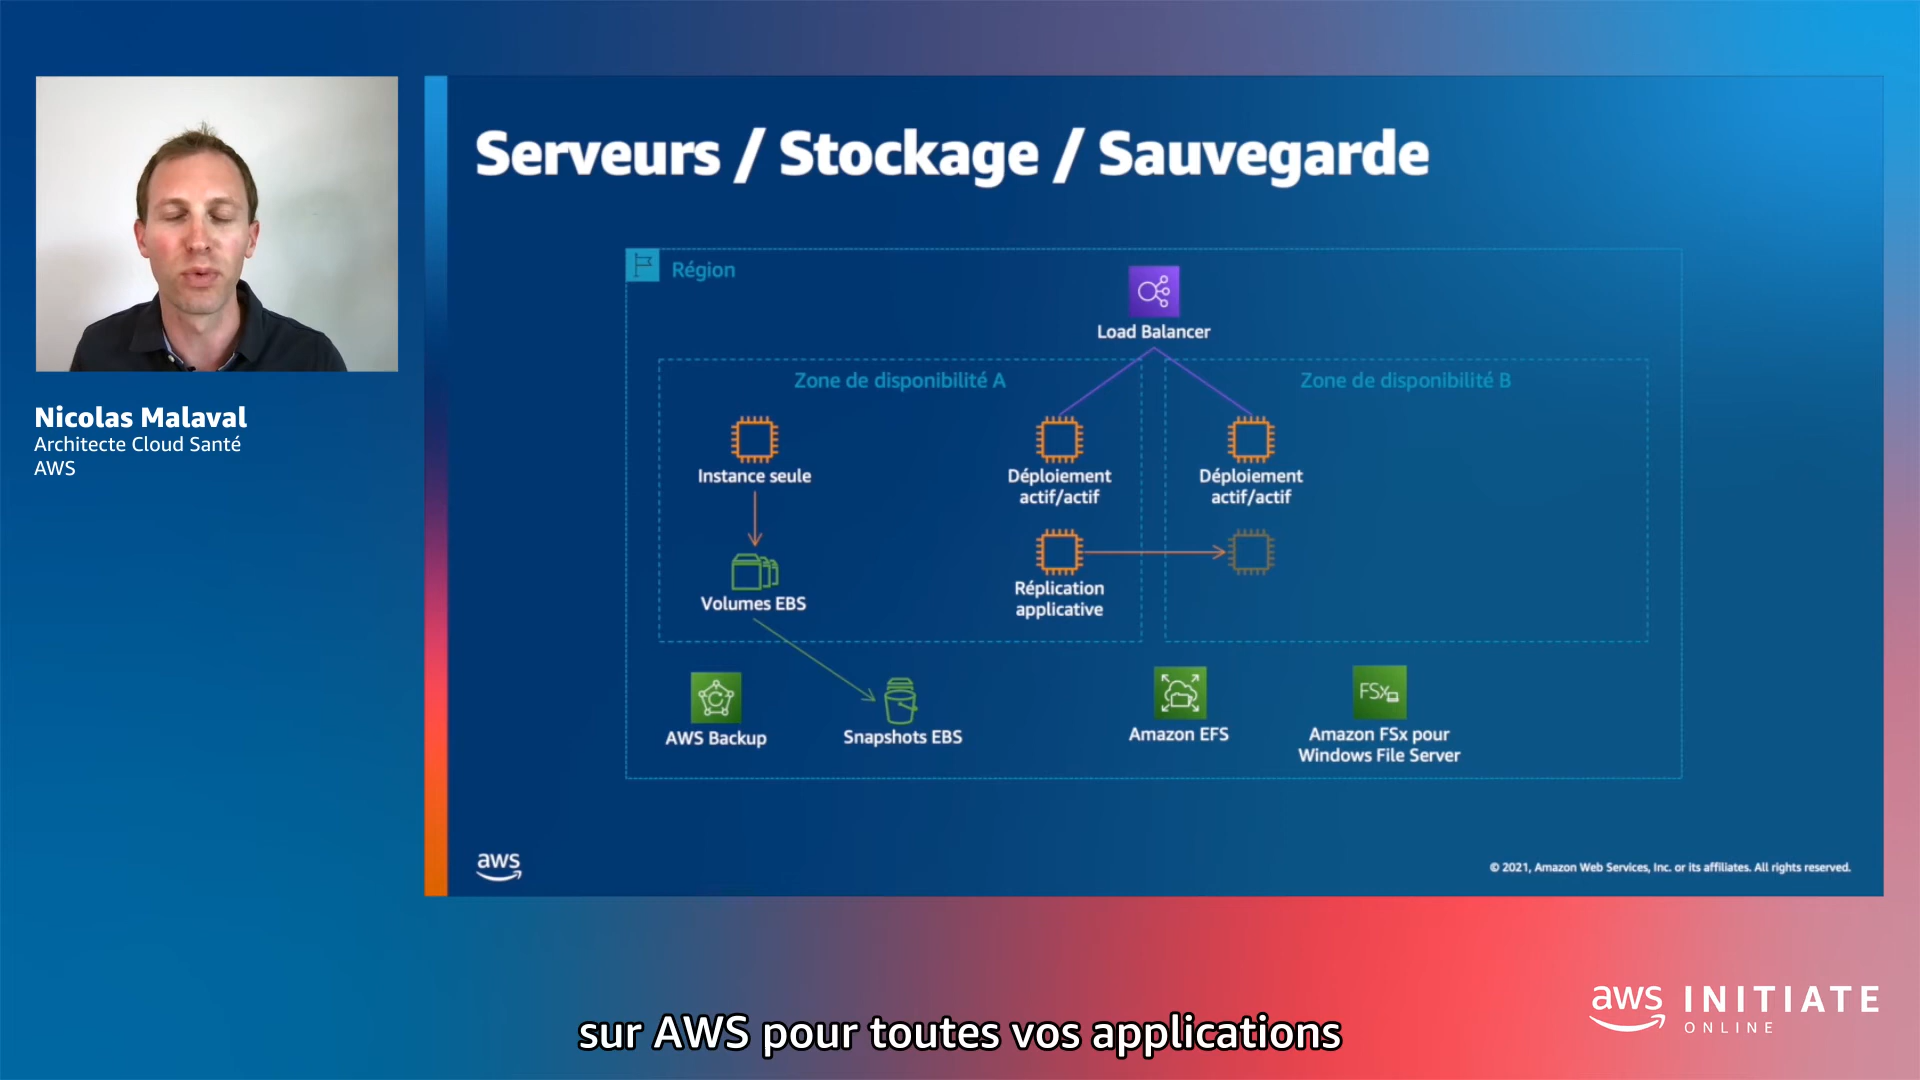 Serveurs / Stockage / Sauvegarde
Nicolas Malaval
Architecte Cloud Santé
AWS
Région
Load Balancer
Zone de disponibilité A
Zone de disponibilité B
Instance seule
Déploiement
actif/actif
Déploiement
actif/actif
Volumes EBS
Réplication
applicative
AWS Backup
Snapshots EBS
Amazon EFS
FSx
Amazon FSx pour
Windows File Server
aws
© 2021, Amazon Web Services, Inc. or its affiliates. All rights reserved.
aws INITIATE
ONLINE
sur AWS pour toutes vos applications